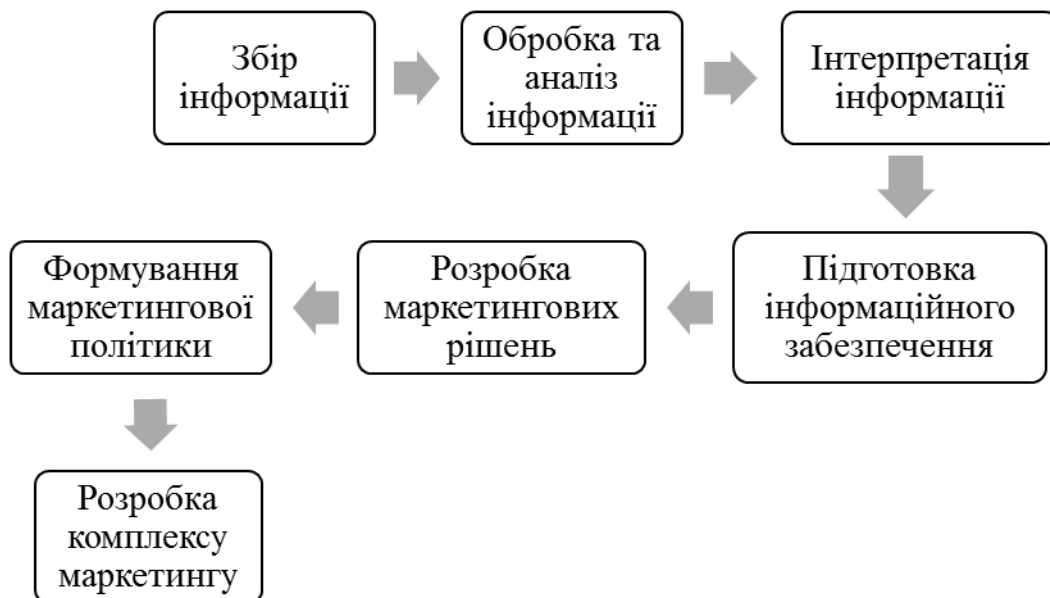 Збір
інформації
Обробка та
аналіз
інформації
Інтерпретація
інформації
Підготовка
інформаційного
забезпечення
Розробка
маркетингових
рішень
Формування
маркетингової
політики
Розробка
комплексу
маркетингу